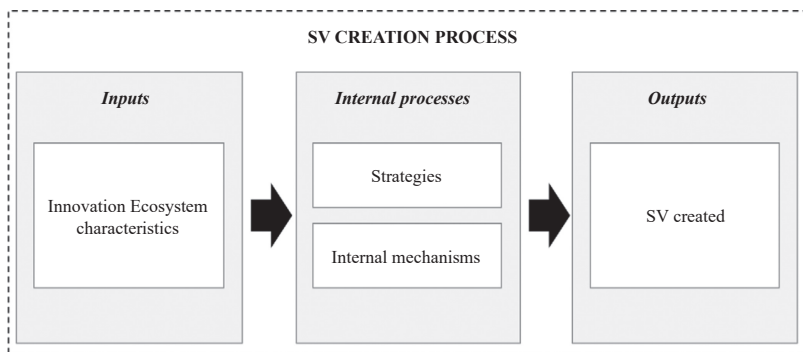 SV CREATION PROCESS
Inputs
Innovation Ecosystem
characteristics
Internal processes
Strategies
Internal mechanisms
Outputs
SV created